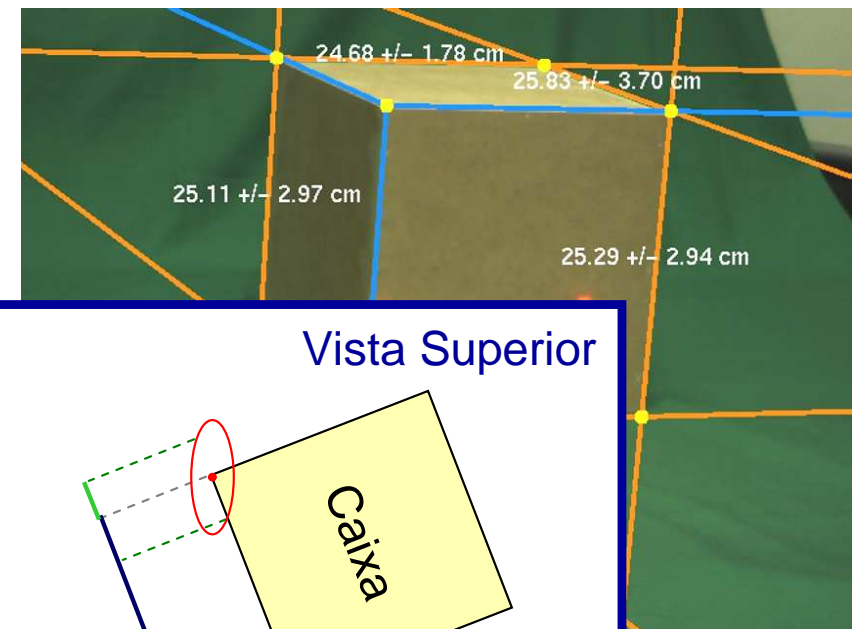 24.68 +/- 1.78 cm
25.83 +/- 3.70 cm
25.11 +/- 2.97 cm
25.29 +/- 2.94 cm
Vista Superior
Caixa